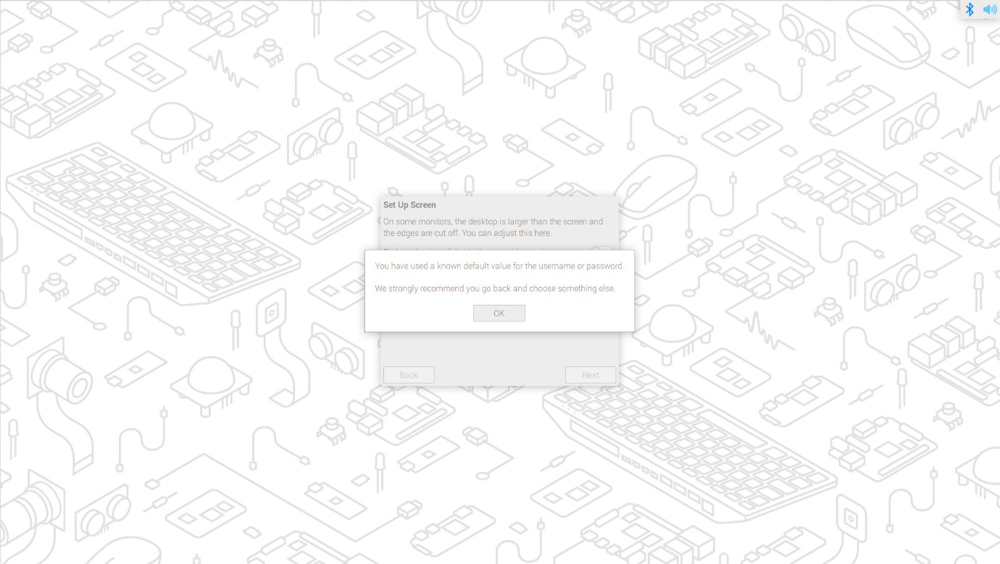 Set Up Screen
On some monitors, the desktop is larger than the screen and
the edges are cut off. You can adjust this here.
You have used a known default value for the username or password.
We strongly recommend you go back and choose something else.
OK
Back
Next